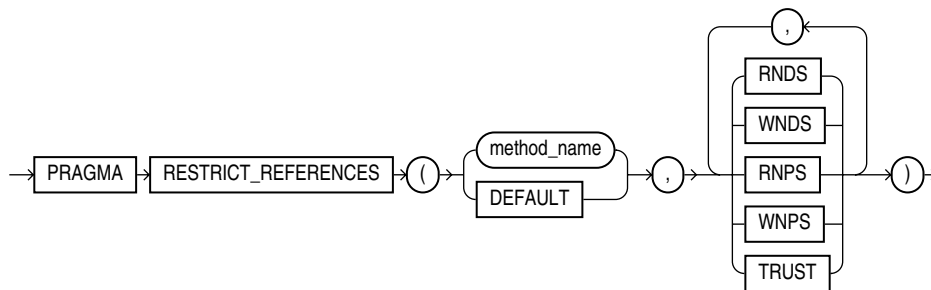 ,
RNDS
WNDS
method_name
PRAGMA RESTRICT_REFERENCES ( , RNPS )
DEFAULT
WNPS
TRUST